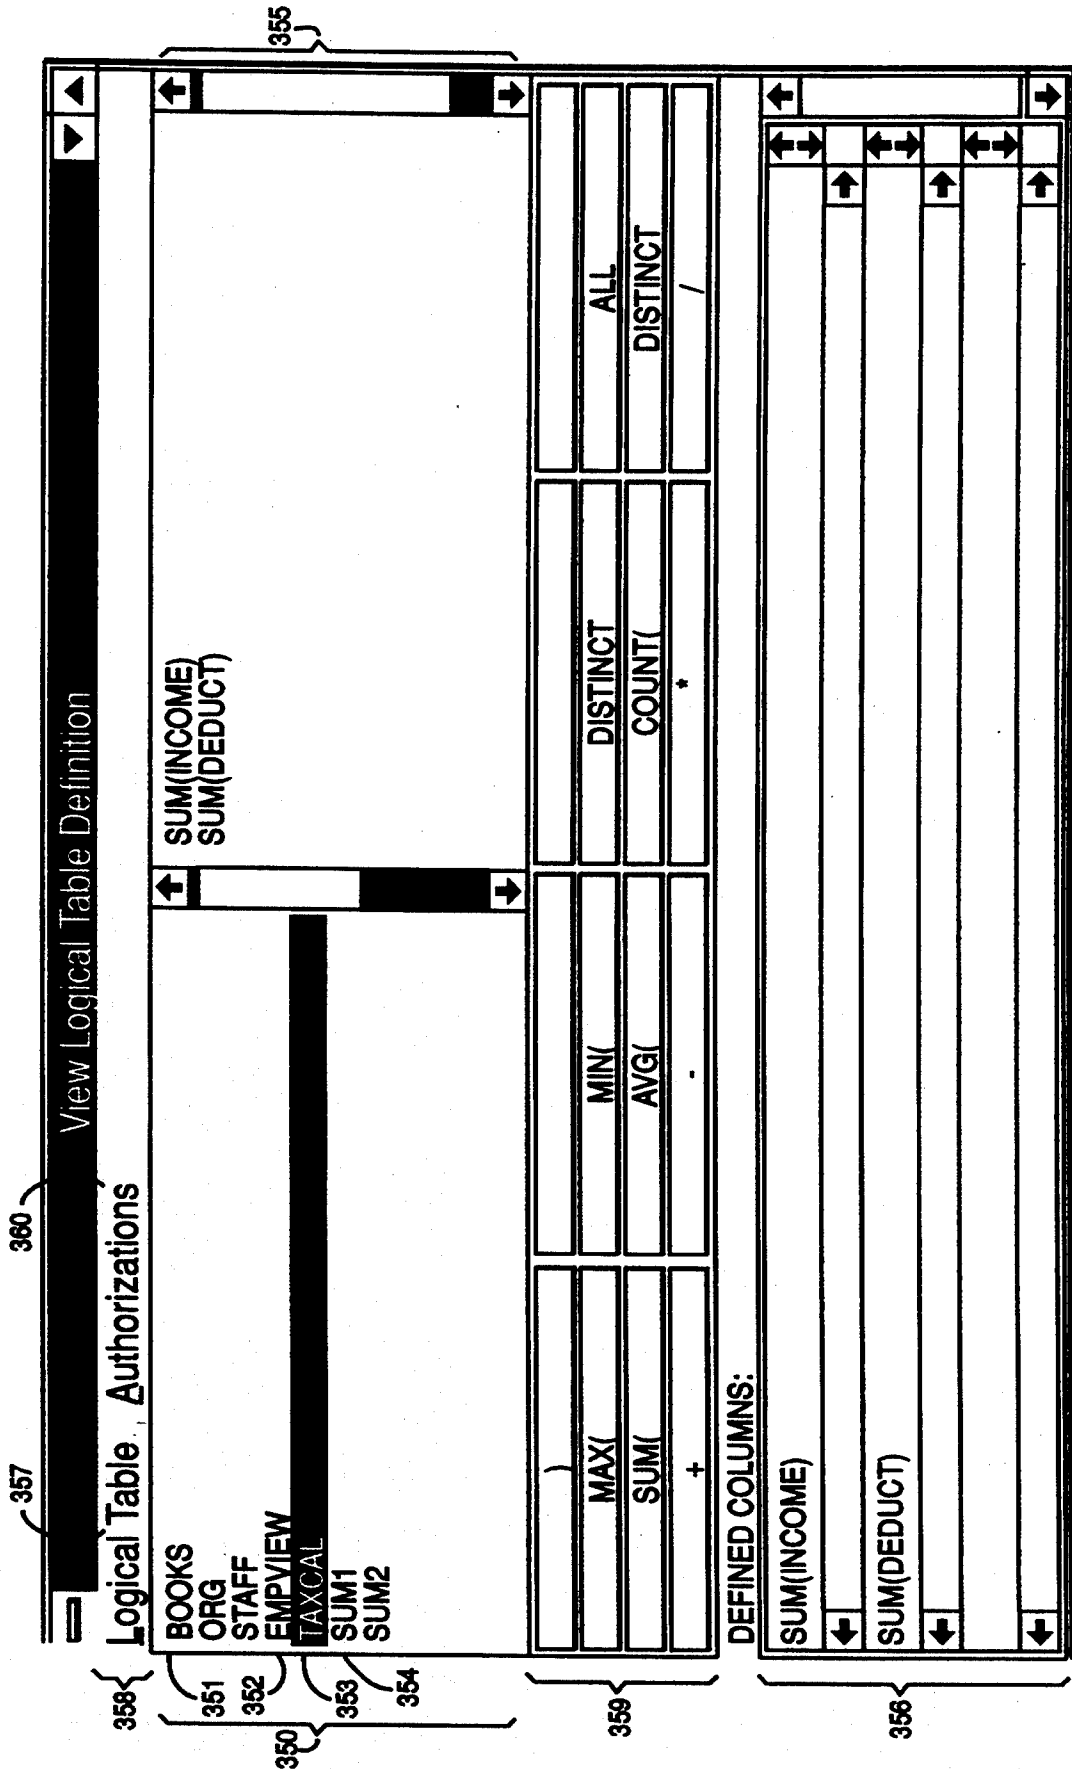 357
360
View Logical Table Definition
358
Logical Table Authorizations
355
350
351
BOOKS
ORG
STAFF
352
EMPVIEW
353
TAXCAL
354
SUM1
SUM2
SUM(INCOME)
SUM(DEDUCT)
359
)
MAX( MIN( DISTINCT ALL
SUM( AVG( COUNT( DISTINCT
+ - * /
DEFINED COLUMNS:
356
SUM(INCOME)
SUM(DEDUCT)